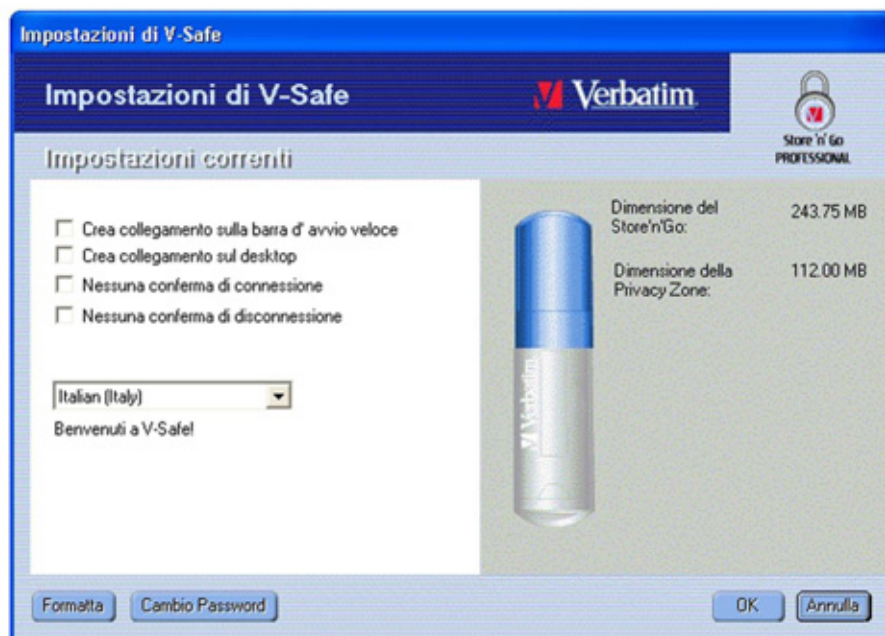 Impostazioni di V-Safe
Impostazioni di V-Safe
Verbatim
Store 'n' Go
PROFESSIONAL
Impostazioni correnti
Crea collegamento sulla barra d' avvio veloce
Crea collegamento sul desktop
Nessuna conferma di connessione
Nessuna conferma di disconnessione
Italian (Italy)
Benvenuti a V-Safe!
Verbatim
Dimensione del
Store'n'Go:
243.75 MB
Dimensione della
Privacy Zone:
112.00 MB
Formatta
Cambio Password
OK
Annulla